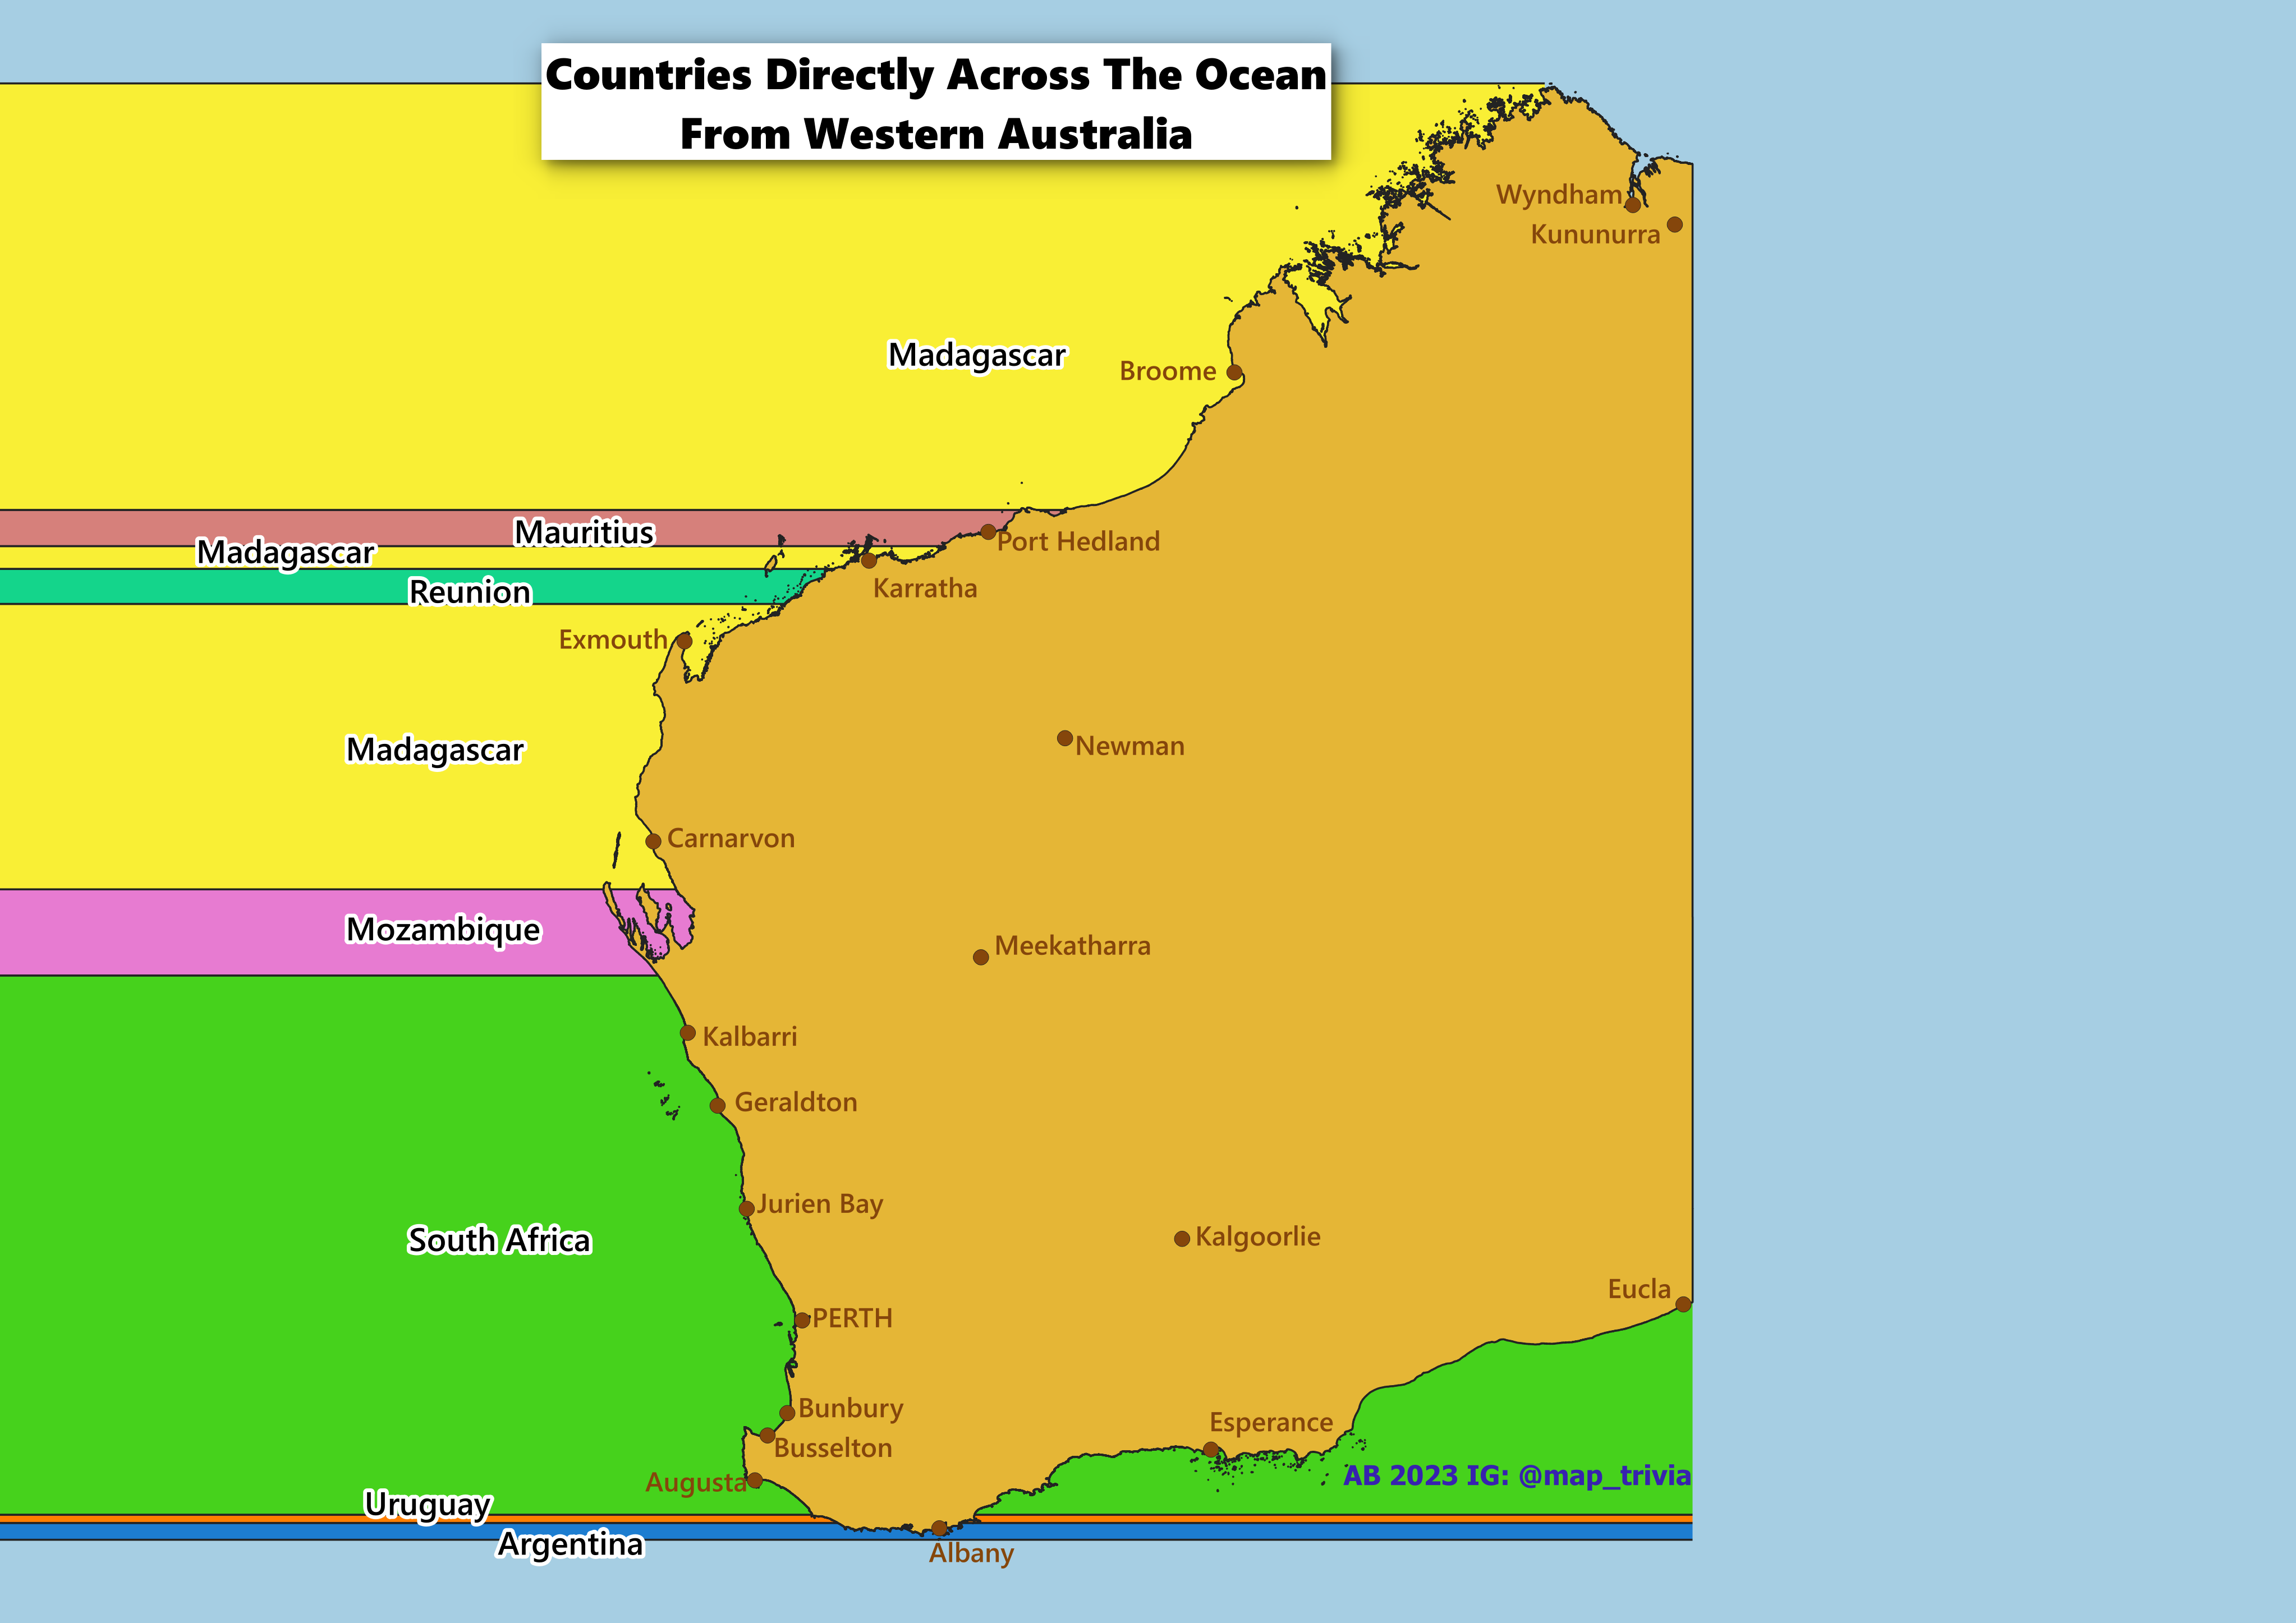 Countries Directly Across The Ocean
From Western Australia
Wyndham
Kununurra
Madagascar
Broome
Mauritius
Port Hedland
Madagascar
Karratha
Reunion
Exmouth
Madagascar
Newman
Carnarvon
Mozambique
Meekatharra
Kalbarri
Geraldton
Jurien Bay
South Africa
Kalgoorlie
Eucla
PERTH
Bunbury
Esperance
Busselton
Augusta
AB 2023 IG: @map_trivia
Uruguay
Argentina
Albany